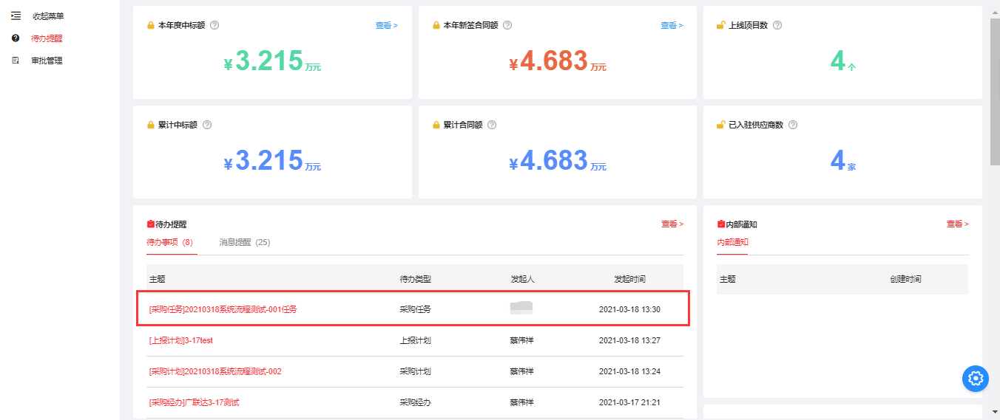 收起菜单
待办提醒
审批管理
本年度中标额
查看 >
¥3.215万元
本年新签合同额
查看 >
¥4.683万元
上线项目数
4个
累计中标额
¥3.215万元
累计合同额
¥4.683万元
已入驻供应商数
4家
待办提醒
查看 >
待办事项（8）
消息提醒（25）
主题 待办类型 发起人 发起时间
[采购任务]20210318系统流程测试-001任务 采购任务 2021-03-18 13:30
[上报计划]3-17test 上报计划 蔡伟祥 2021-03-18 13:27
[采购计划]20210318系统流程测试-002 采购计划 蔡伟祥 2021-03-18 13:24
[采购经办]广联达3-17测试 采购经办 蔡伟祥 2021-03-17 21:21
内部通知
查看 >
内部通知
主题 创建时间